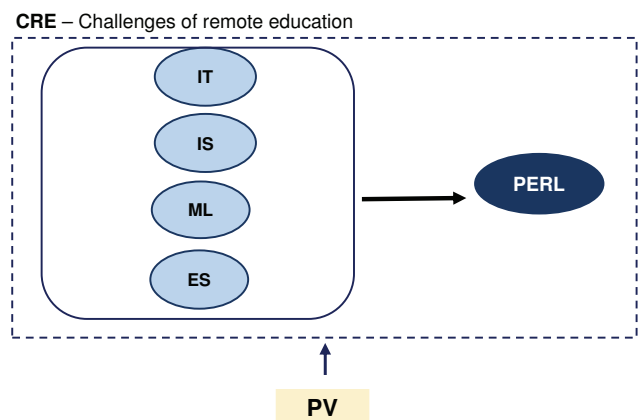 CRE – Challenges of remote education
IT
IS
ML
ES
PERL
PV